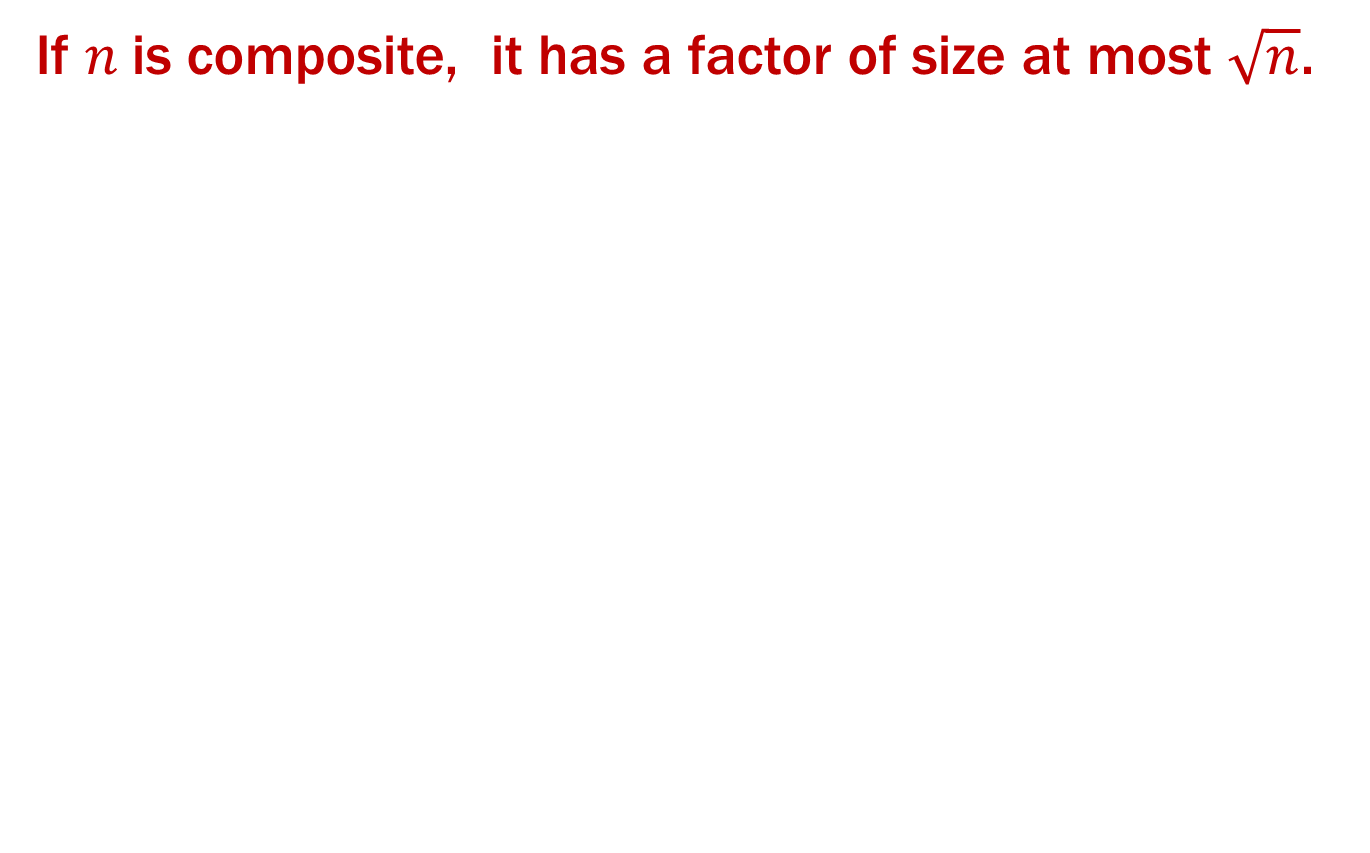 If 𝑛 is composite,  it has a factor of size at most √𝑛.